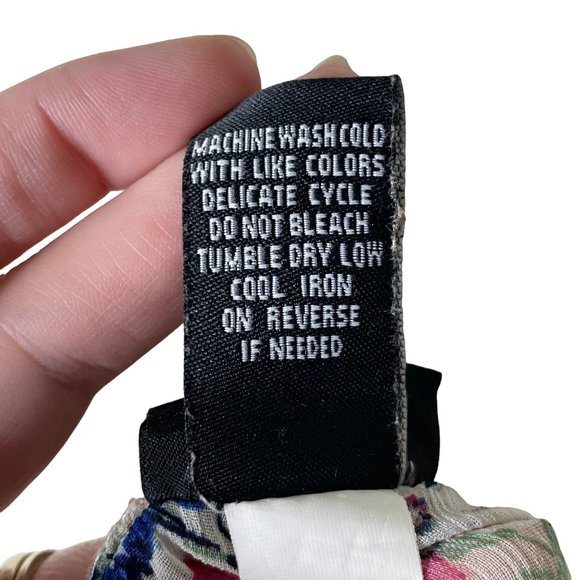 MACHINE WASH COLD
WITH LIKE COLORS
DELICATE CYCLE
DO NOT BLEACH
TUMBLE DRY LOW
COOL IRON
ON REVERSE
IF NEEDED